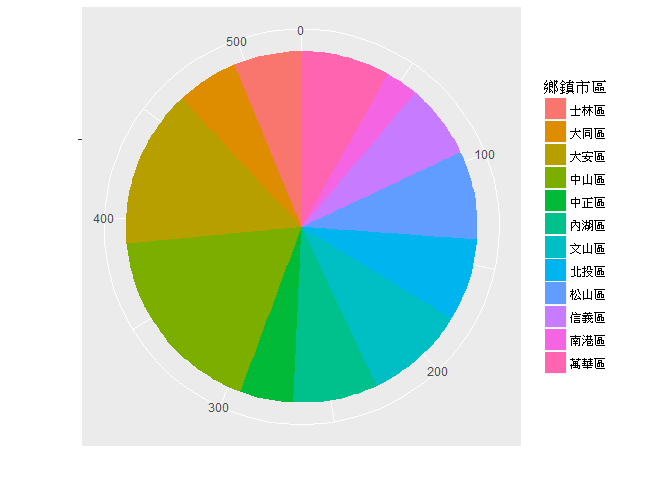 0
100
200
300
400
500
鄉鎮市區
士林區
大同區
大安區
中山區
中正區
內湖區
文山區
北投區
松山區
信義區
南港區
萬華區